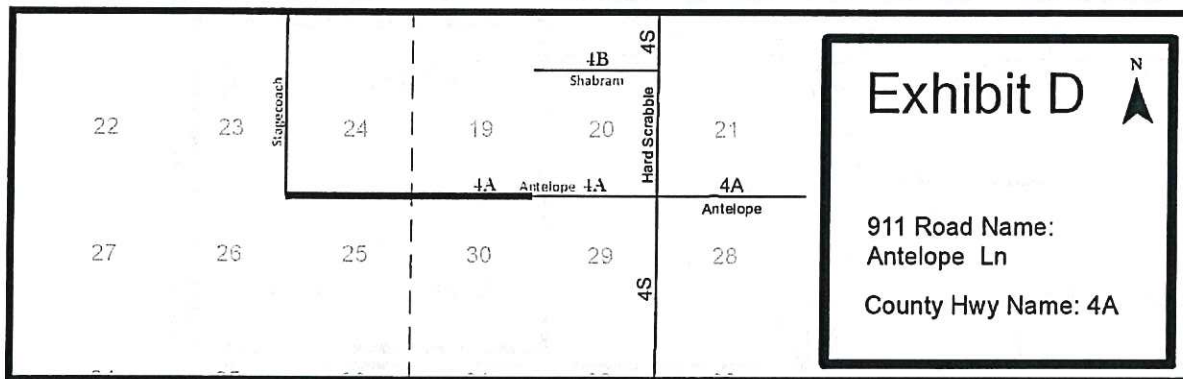 4S
4B
Shabram
Stagecoach
22 23 24 19 20 21
Hard Scrabble
4A Antelope 4A 4A
Antelope
27 26 25 30 29 28
4S
Exhibit D
N
911 Road Name:
Antelope Ln
County Hwy Name: 4A